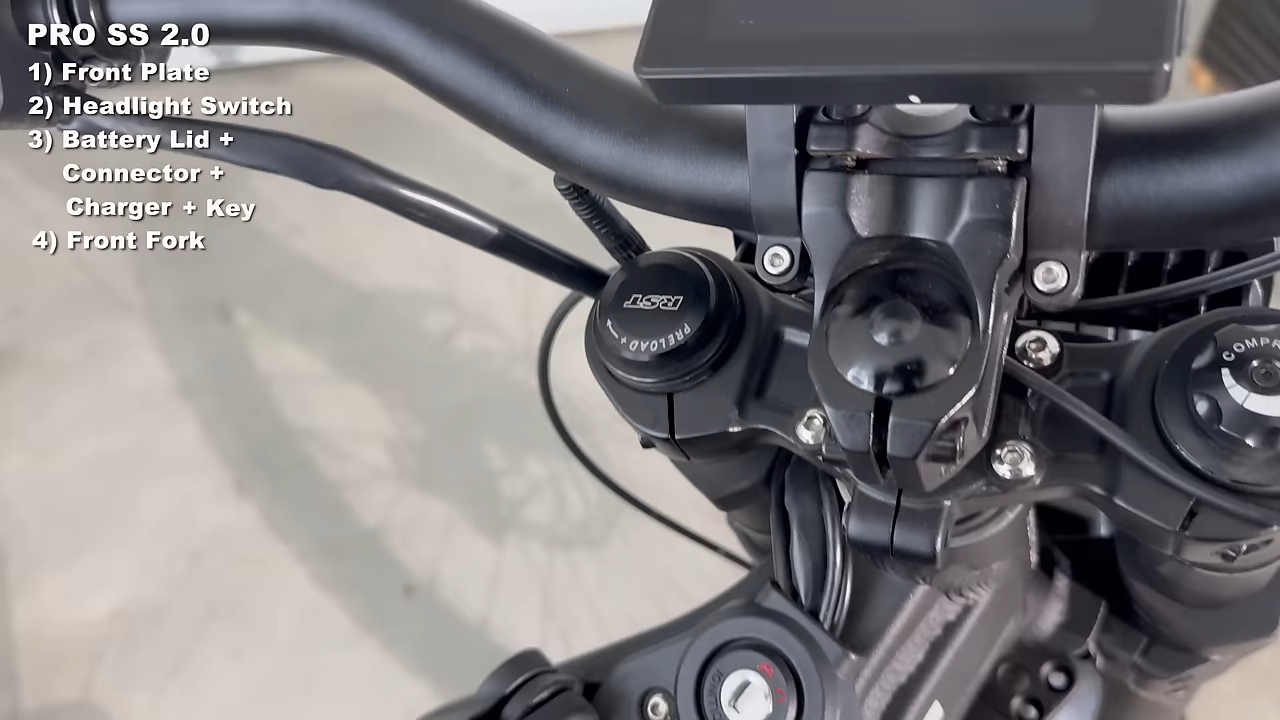 PRO SS 2.0
1) Front Plate
2) Headlight Switch
3) Battery Lid +
Connector +
Charger + Key
4) Front Fork
RST
PRELOAD+
COMPR